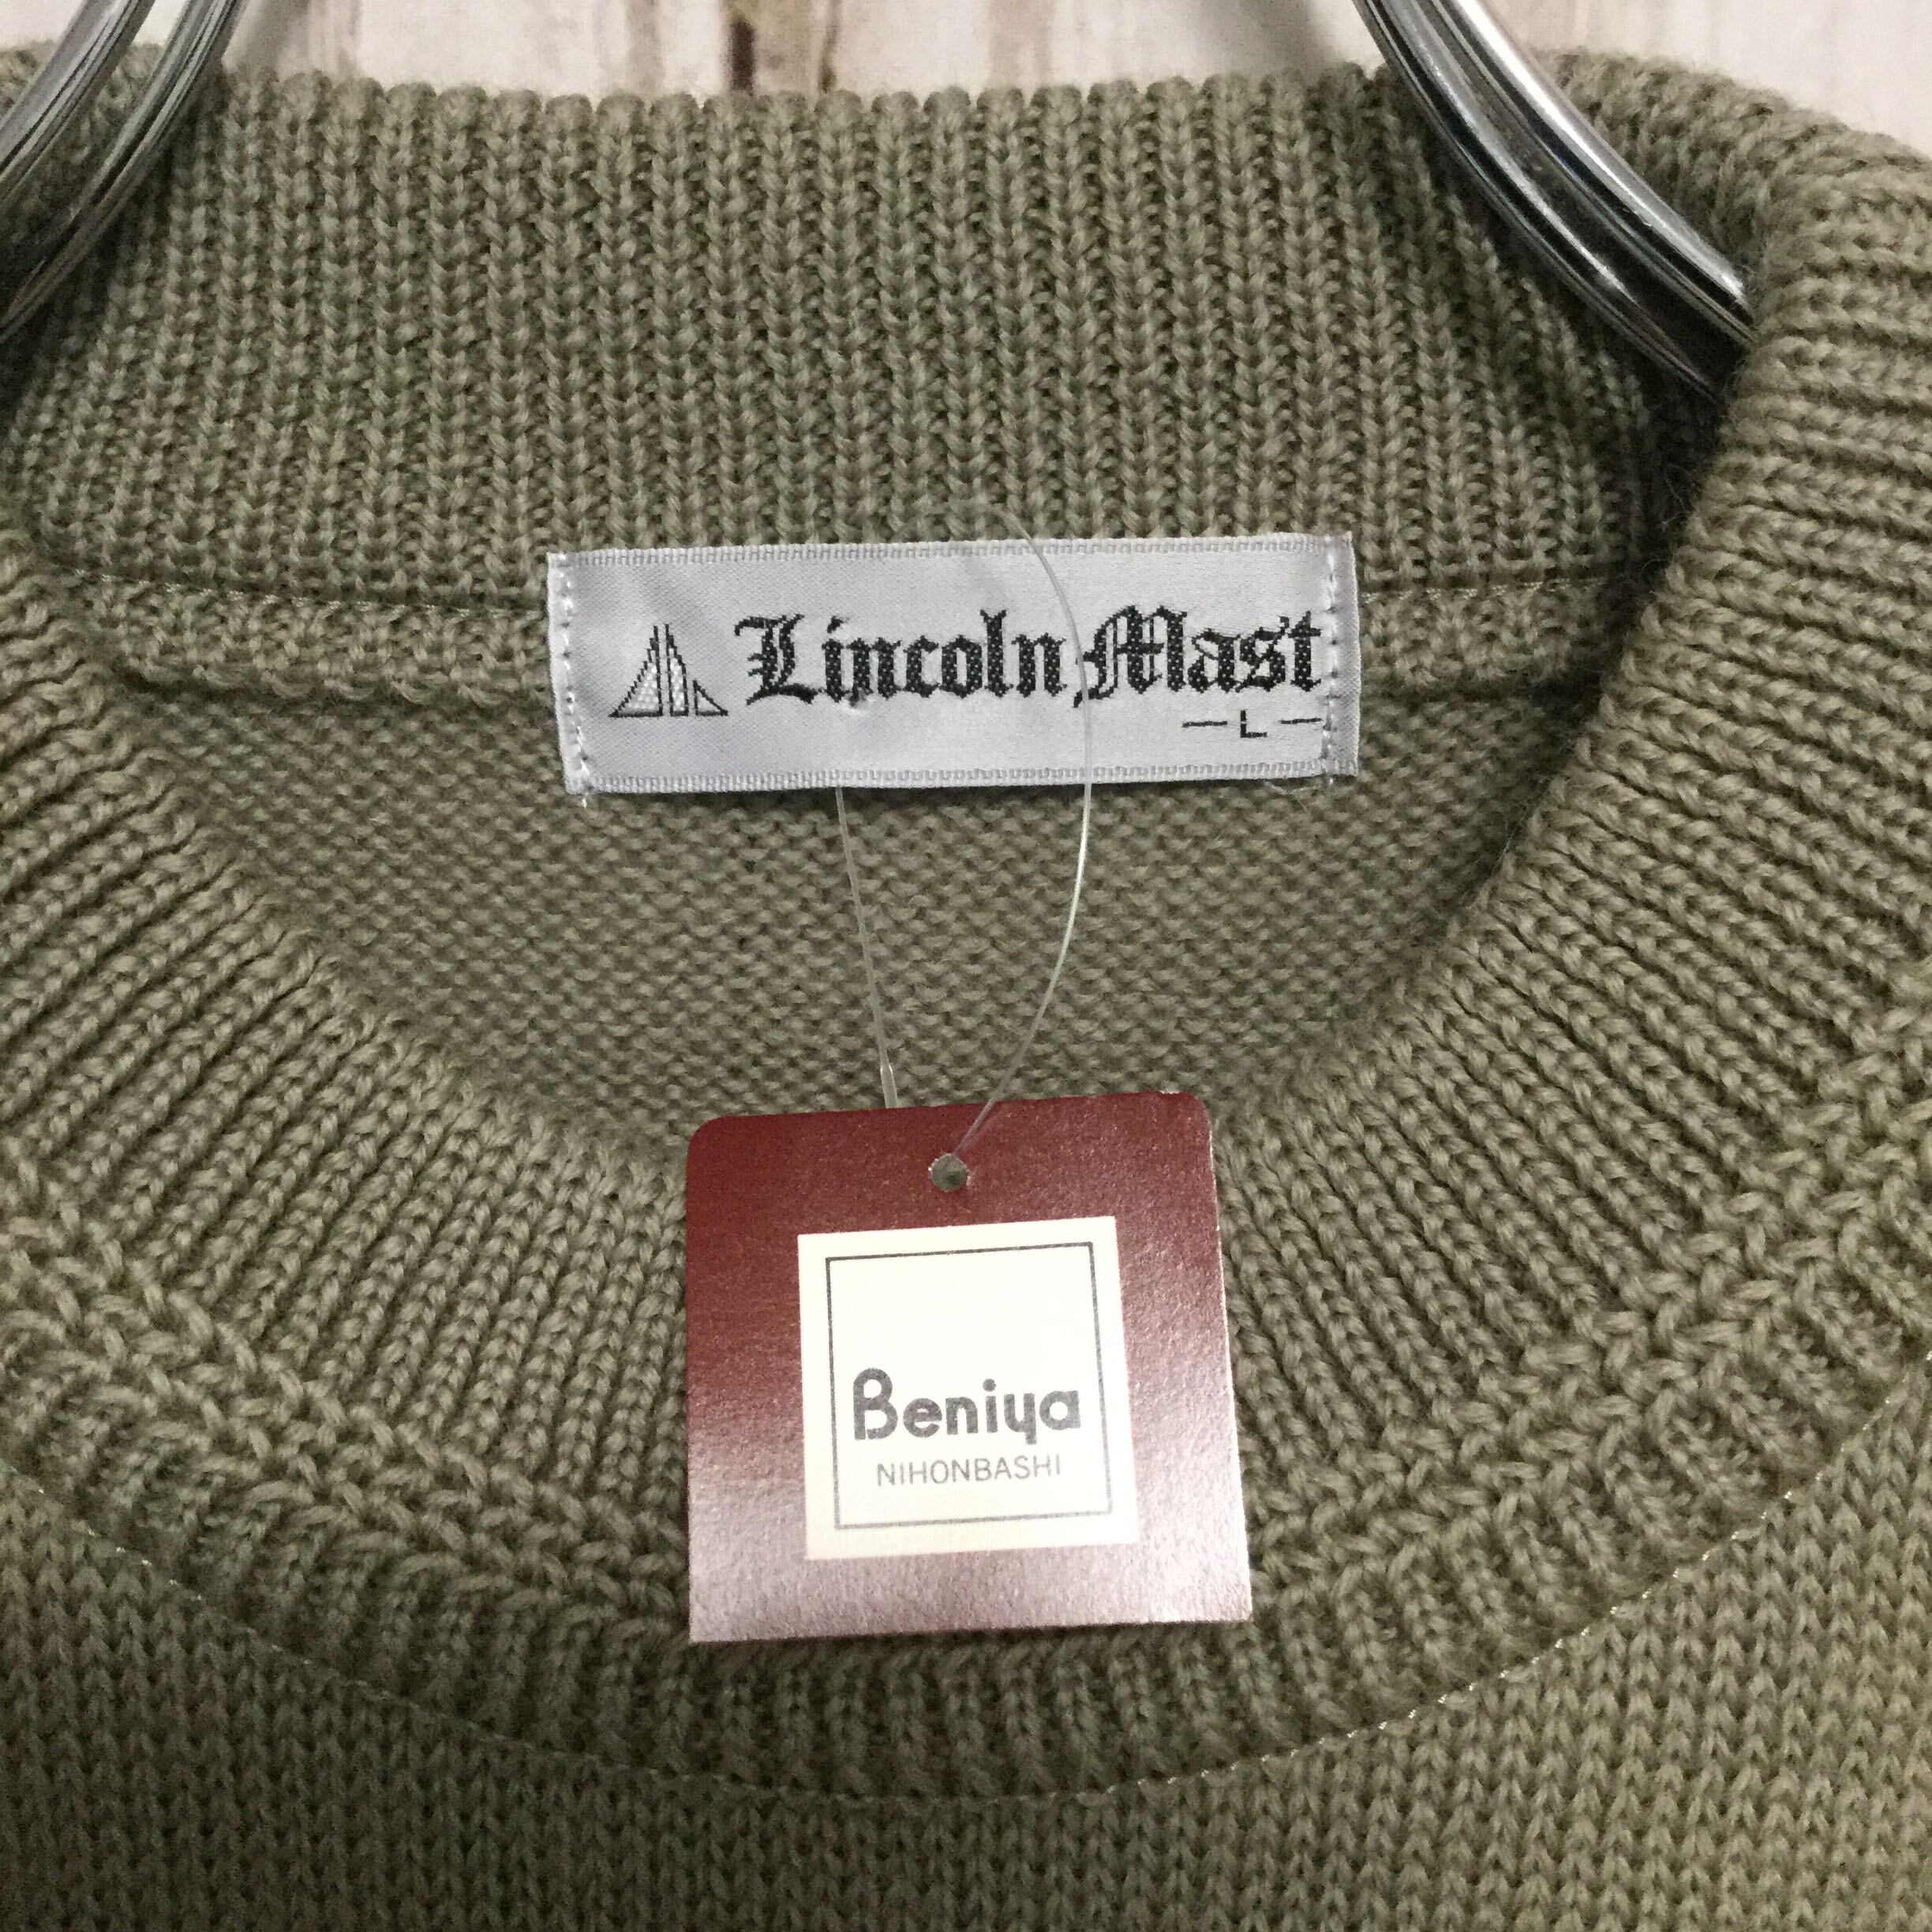 Lincoln Mast
-L-
Beniya
NIHONBASHI